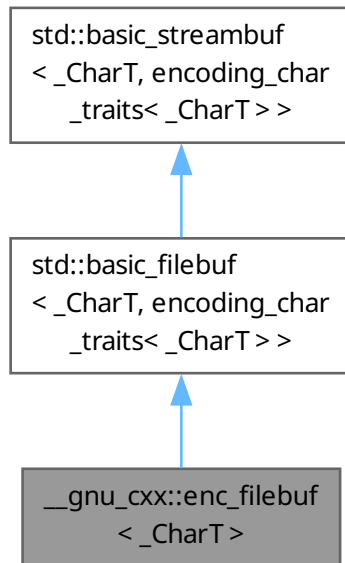 std::basic_streambuf
< _CharT, encoding_char
_traits< _CharT > >
std::basic_filebuf
< _CharT, encoding_char
_traits< _CharT > >
__gnu_cxx::enc_filebuf
< _CharT >